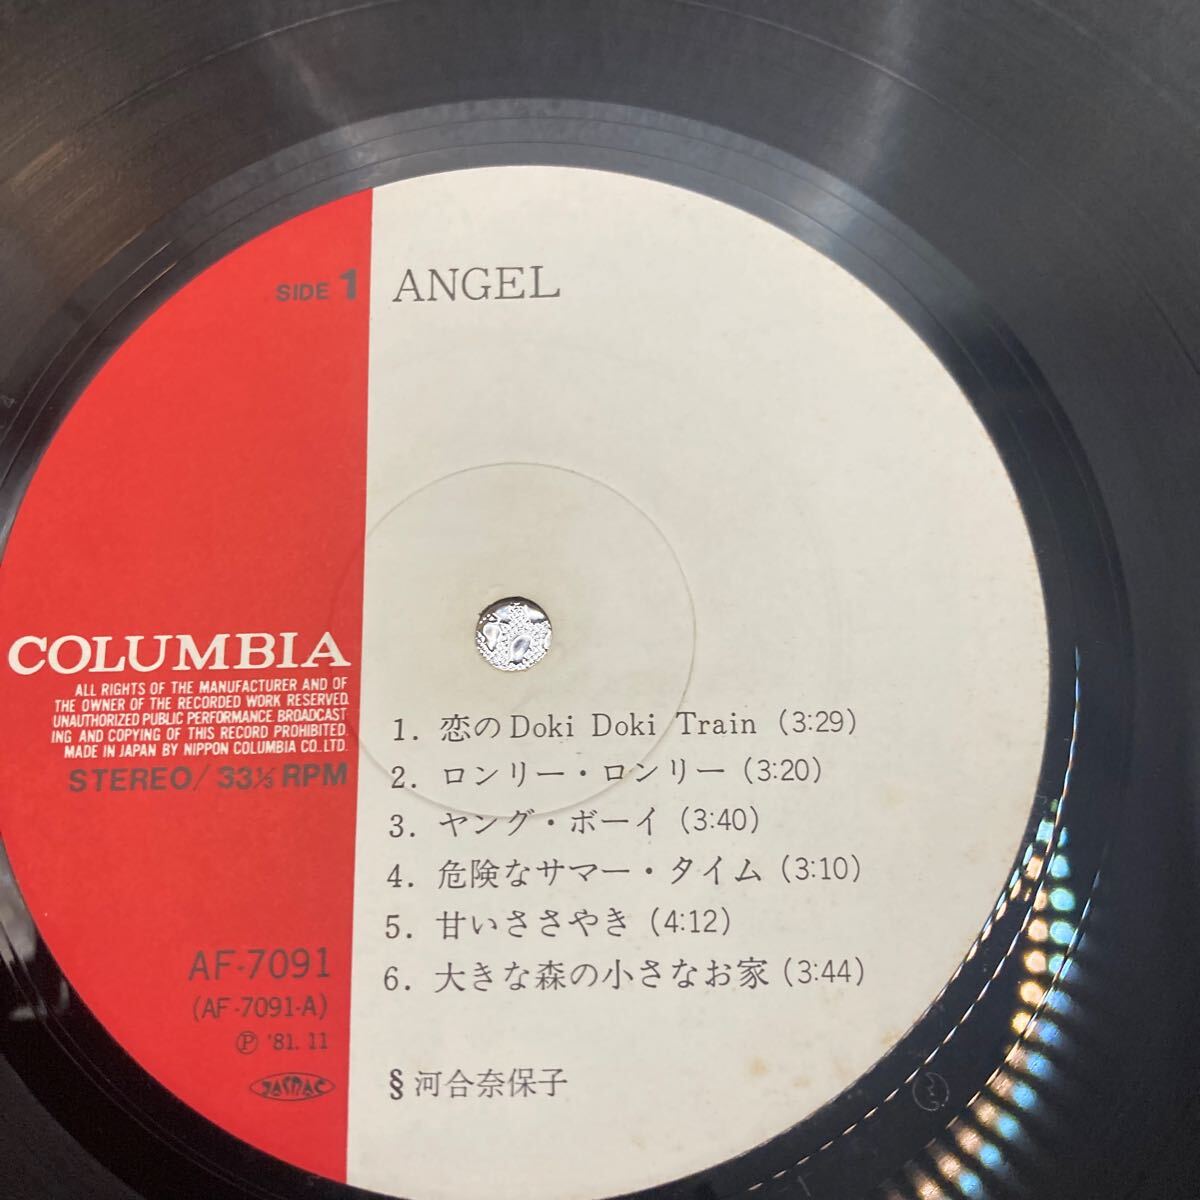 SIDE 1
ANGEL
COLUMBIA
ALL RIGHTS OF THE MANUFACTURER AND OF
THE OWNER OF THE RECORDED WORK RESERVED.
UNAUTHORIZED PUBLIC PERFORMANCE. BROADCAST-
ING AND COPYING OF THIS RECORD PROHIBITED.
MADE IN JAPAN BY NIPPON COLUMBIA CO., LTD.
STEREO/33⅓ RPM
1. 恋のDoki Doki Train (3:29)
2. ロンリー・ロンリー (3:20)
3. ヤング・ボーイ (3:40)
4. 危険なサマー・タイム (3:10)
5. 甘いささやき (4:12)
6. 大きな森の小さなお家 (3:44)
AF-7091
(AF-7091-A)
Ⓟ '81. 11
JASRAC
§ 河合奈保子